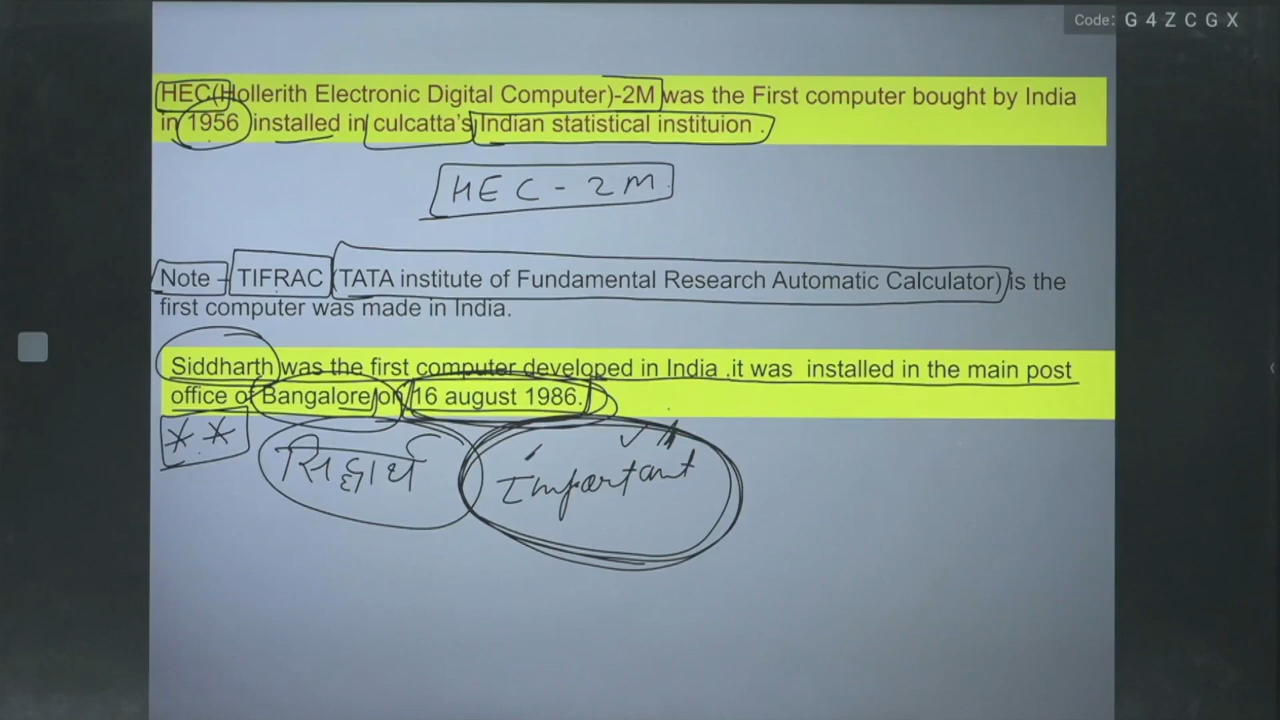 Code: G 4 Z C G X
HEC(Hollerith Electronic Digital Computer)-2M was the First computer bought by India
in 1956 installed in culcatta's Indian statistical instituion .
HEC - 2M
Note - TIFRAC (TATA institute of Fundamental Research Automatic Calculator) is the
first computer was made in India.
Siddharth was the first computer developed in India .it was installed in the main post
office of Bangalore on 16 august 1986.
** सिद्धार्थ Important